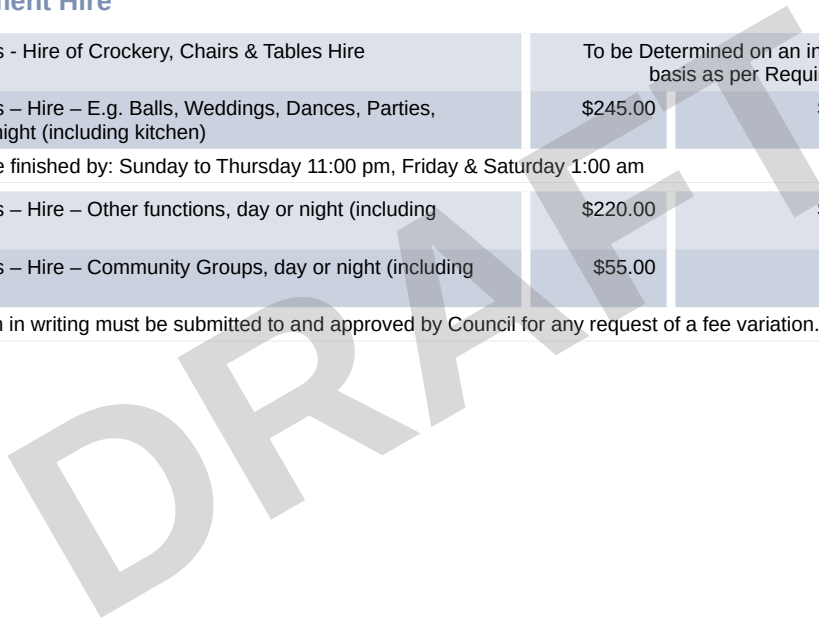 ment Hire
s - Hire of Crockery, Chairs & Tables Hire To be Determined on an in
basis as per Requi
s – Hire – E.g. Balls, Weddings, Dances, Parties, $245.00
night (including kitchen)
e finished by: Sunday to Thursday 11:00 pm, Friday & Saturday 1:00 am
s – Hire – Other functions, day or night (including $220.00
s – Hire – Community Groups, day or night (including $55.00
n in writing must be submitted to and approved by Council for any request of a fee variation.
DRAFT